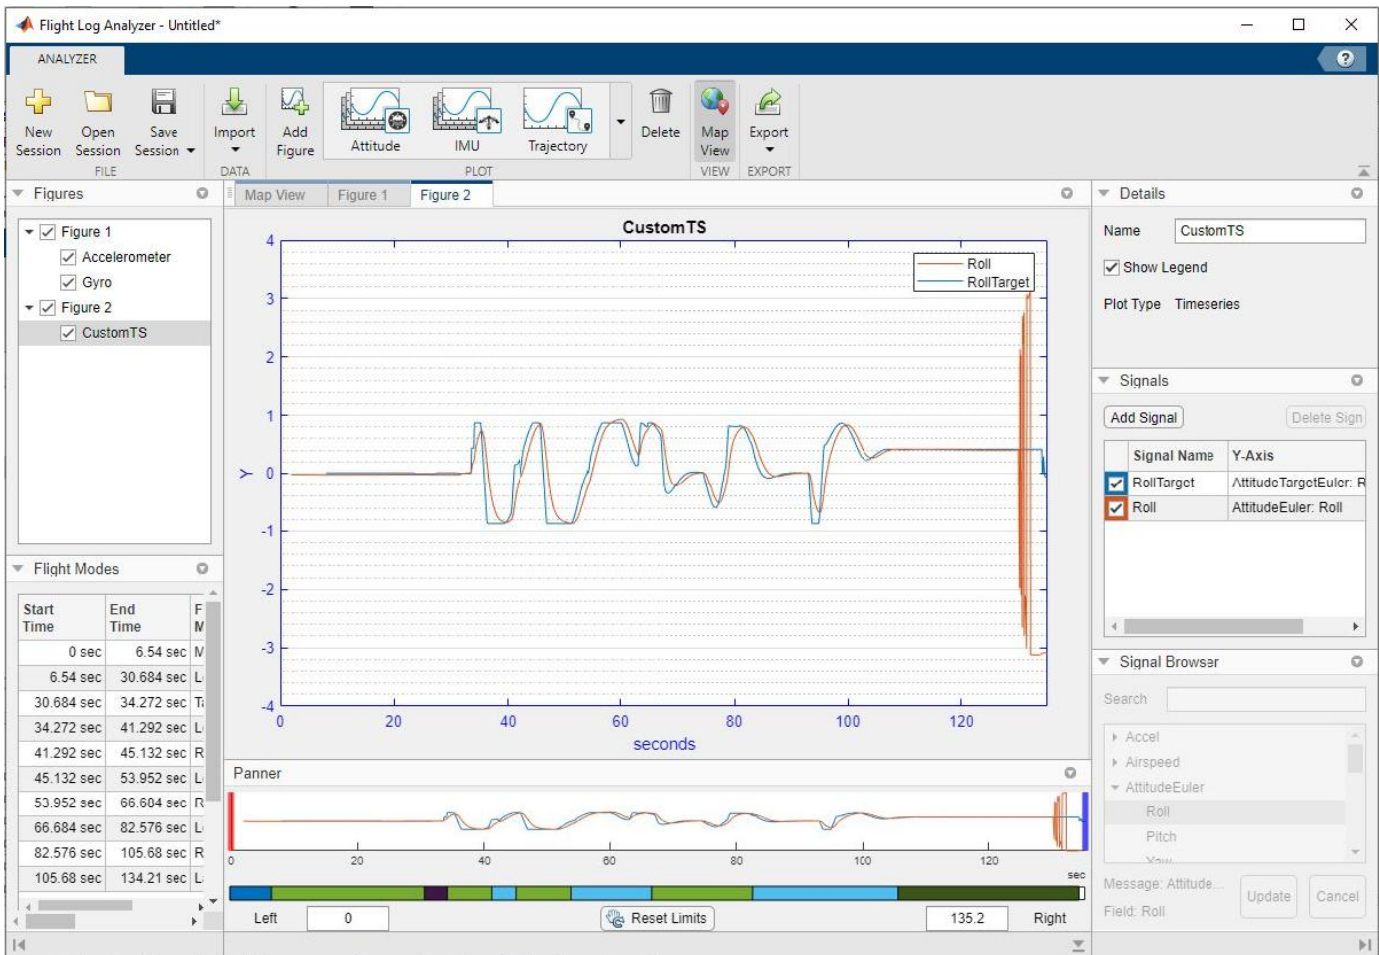 Flight Log Analyzer - Untitled*
ANALYZER
New Session
Open Session
Save Session
FILE
Import
DATA
Add Figure
Attitude
IMU
Trajectory
Delete
PLOT
Map View
VIEW
Export
EXPORT
Figures
Figure 1
Accelerometer
Gyro
Figure 2
CustomTS
Flight Modes
Start Time End Time F M
0 sec 6.54 sec M
6.54 sec 30.684 sec L
30.684 sec 34.272 sec T
34.272 sec 41.292 sec L
41.292 sec 45.132 sec R
45.132 sec 53.952 sec L
53.952 sec 66.684 sec R
66.684 sec 82.576 sec L
82.576 sec 105.68 sec R
105.68 sec 134.21 sec L
Map View Figure 1 Figure 2
CustomTS
Roll
RollTarget
4
3
2
1
0
-1
-2
-3
-4
Y
0 20 40 60 80 100 120
seconds
Panner
0 20 40 60 80 100 120
sec
Left 0 Reset Limits 135.2 Right
Details
Name CustomTS
Show Legend
Plot Type Timeseries
Signals
Add Signal Delete Sign
Signal Name Y-Axis
RollTarget AttitudeTargetEuler: R
Roll AttitudeEuler: Roll
Signal Browser
Search
Accel
Airspeed
AttitudeEuler
Roll
Pitch
Yaw
Message: Attitude...
Field: Roll
Update Cancel